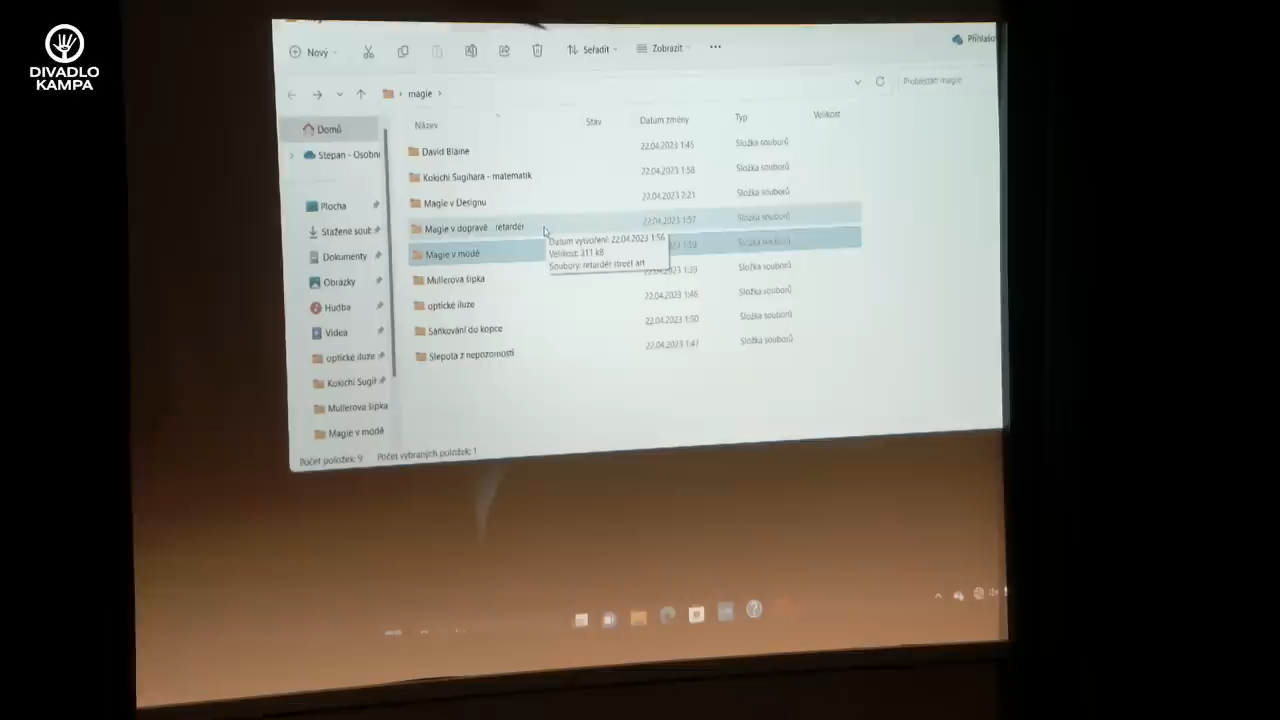 DIVADLO
KAMPA
Nový
Seřadit
Zobrazit
magie
Prohledat: magie
Název
Stav
Datum změny
Typ
Velikost
Domů
Stepan - Osobní
Plocha
Stažené soub
Dokumenty
Obrázky
Hudba
Videa
optické iluze
Kokichi Sugih
Mullerova šipka
Magie v módě
David Blaine 22.04.2023 1:45 Složka souborů
Kokichi Sugihara - matematik 22.04.2023 1:58 Složka souborů
Magie v Designu 22.04.2023 2:21 Složka souborů
Magie v dopravě retardér 22.04.2023 1:57 Složka souborů
Magie v módě Složka souborů
Mullerova šipka 22.04.2023 1:39 Složka souborů
optické iluze 22.04.2023 1:46 Složka souborů
Sáňkování do kopce 22.04.2023 1:50 Složka souborů
Slepota z nepozornosti 22.04.2023 1:47 Složka souborů
Datum vytvoření: 22.04.2023 1:56
Velikost: 311 kB
Soubory: retardér street art
Počet položek: 9 Počet vybraných položek: 1